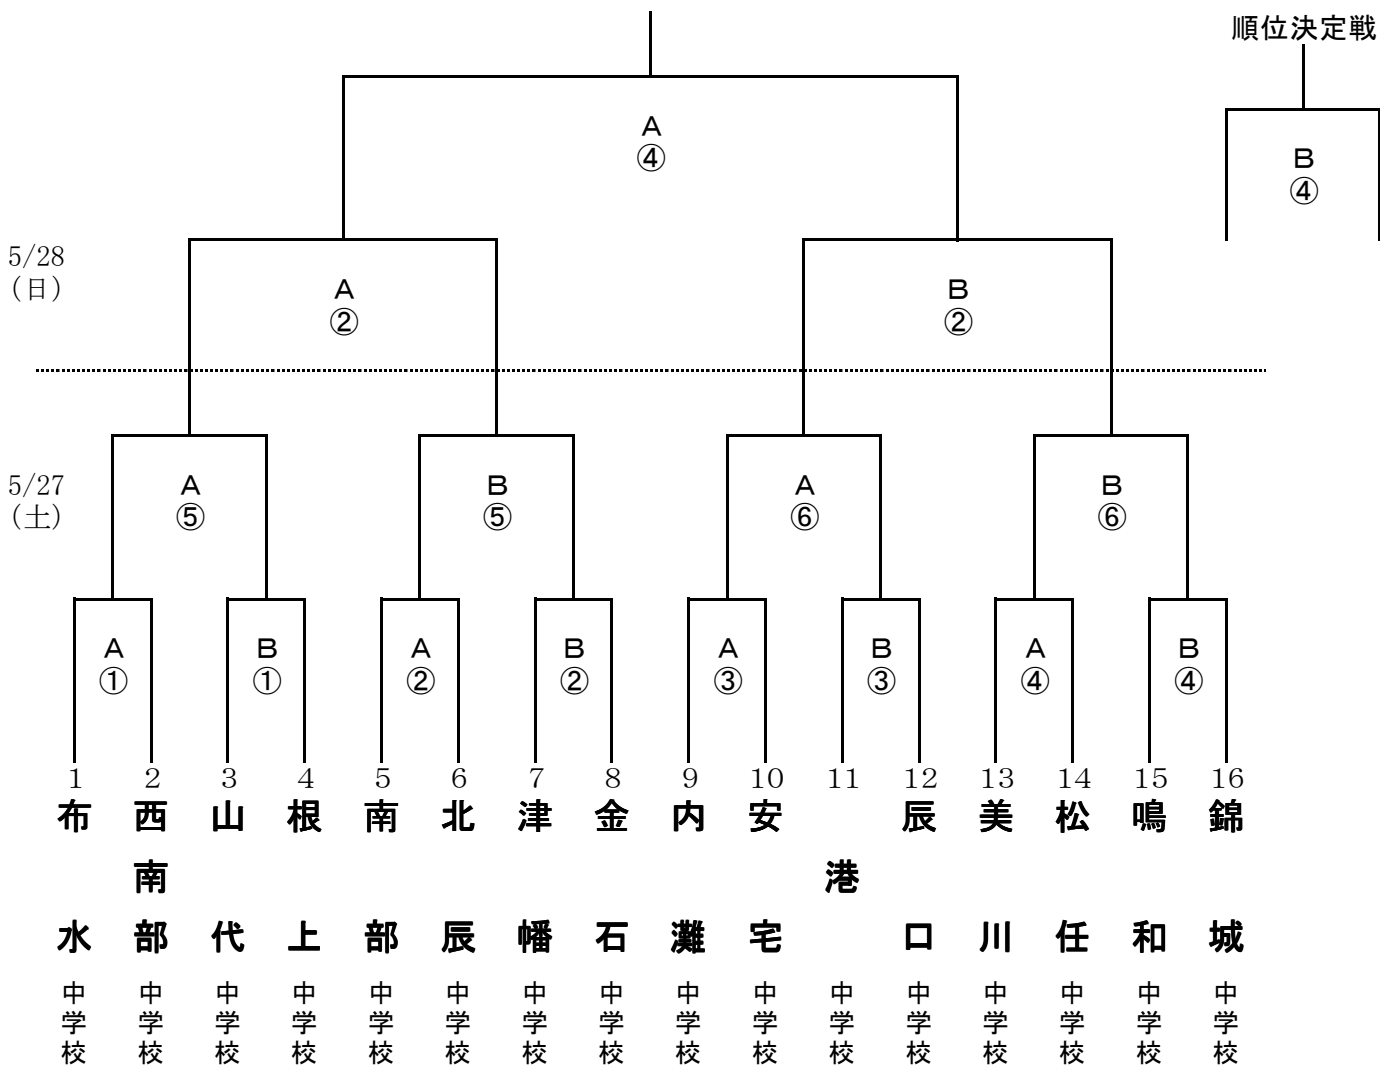 順位決定戦
A
④
B
④
5/28
(日)
A
②
B
②
5/27
(土)
A
⑤
B
⑤
A
⑥
B
⑥
A
①
B
①
A
②
B
②
A
③
B
③
A
④
B
④
1
布水
中学校
2
西南部
中学校
3
山代
中学校
4
根上
中学校
5
南部
中学校
6
北辰
中学校
7
津幡
中学校
8
金石
中学校
9
内灘
中学校
10
安宅
中学校
11
港
中学校
12
辰口
中学校
13
美川
中学校
14
松任
中学校
15
鳴和
中学校
16
錦城
中学校